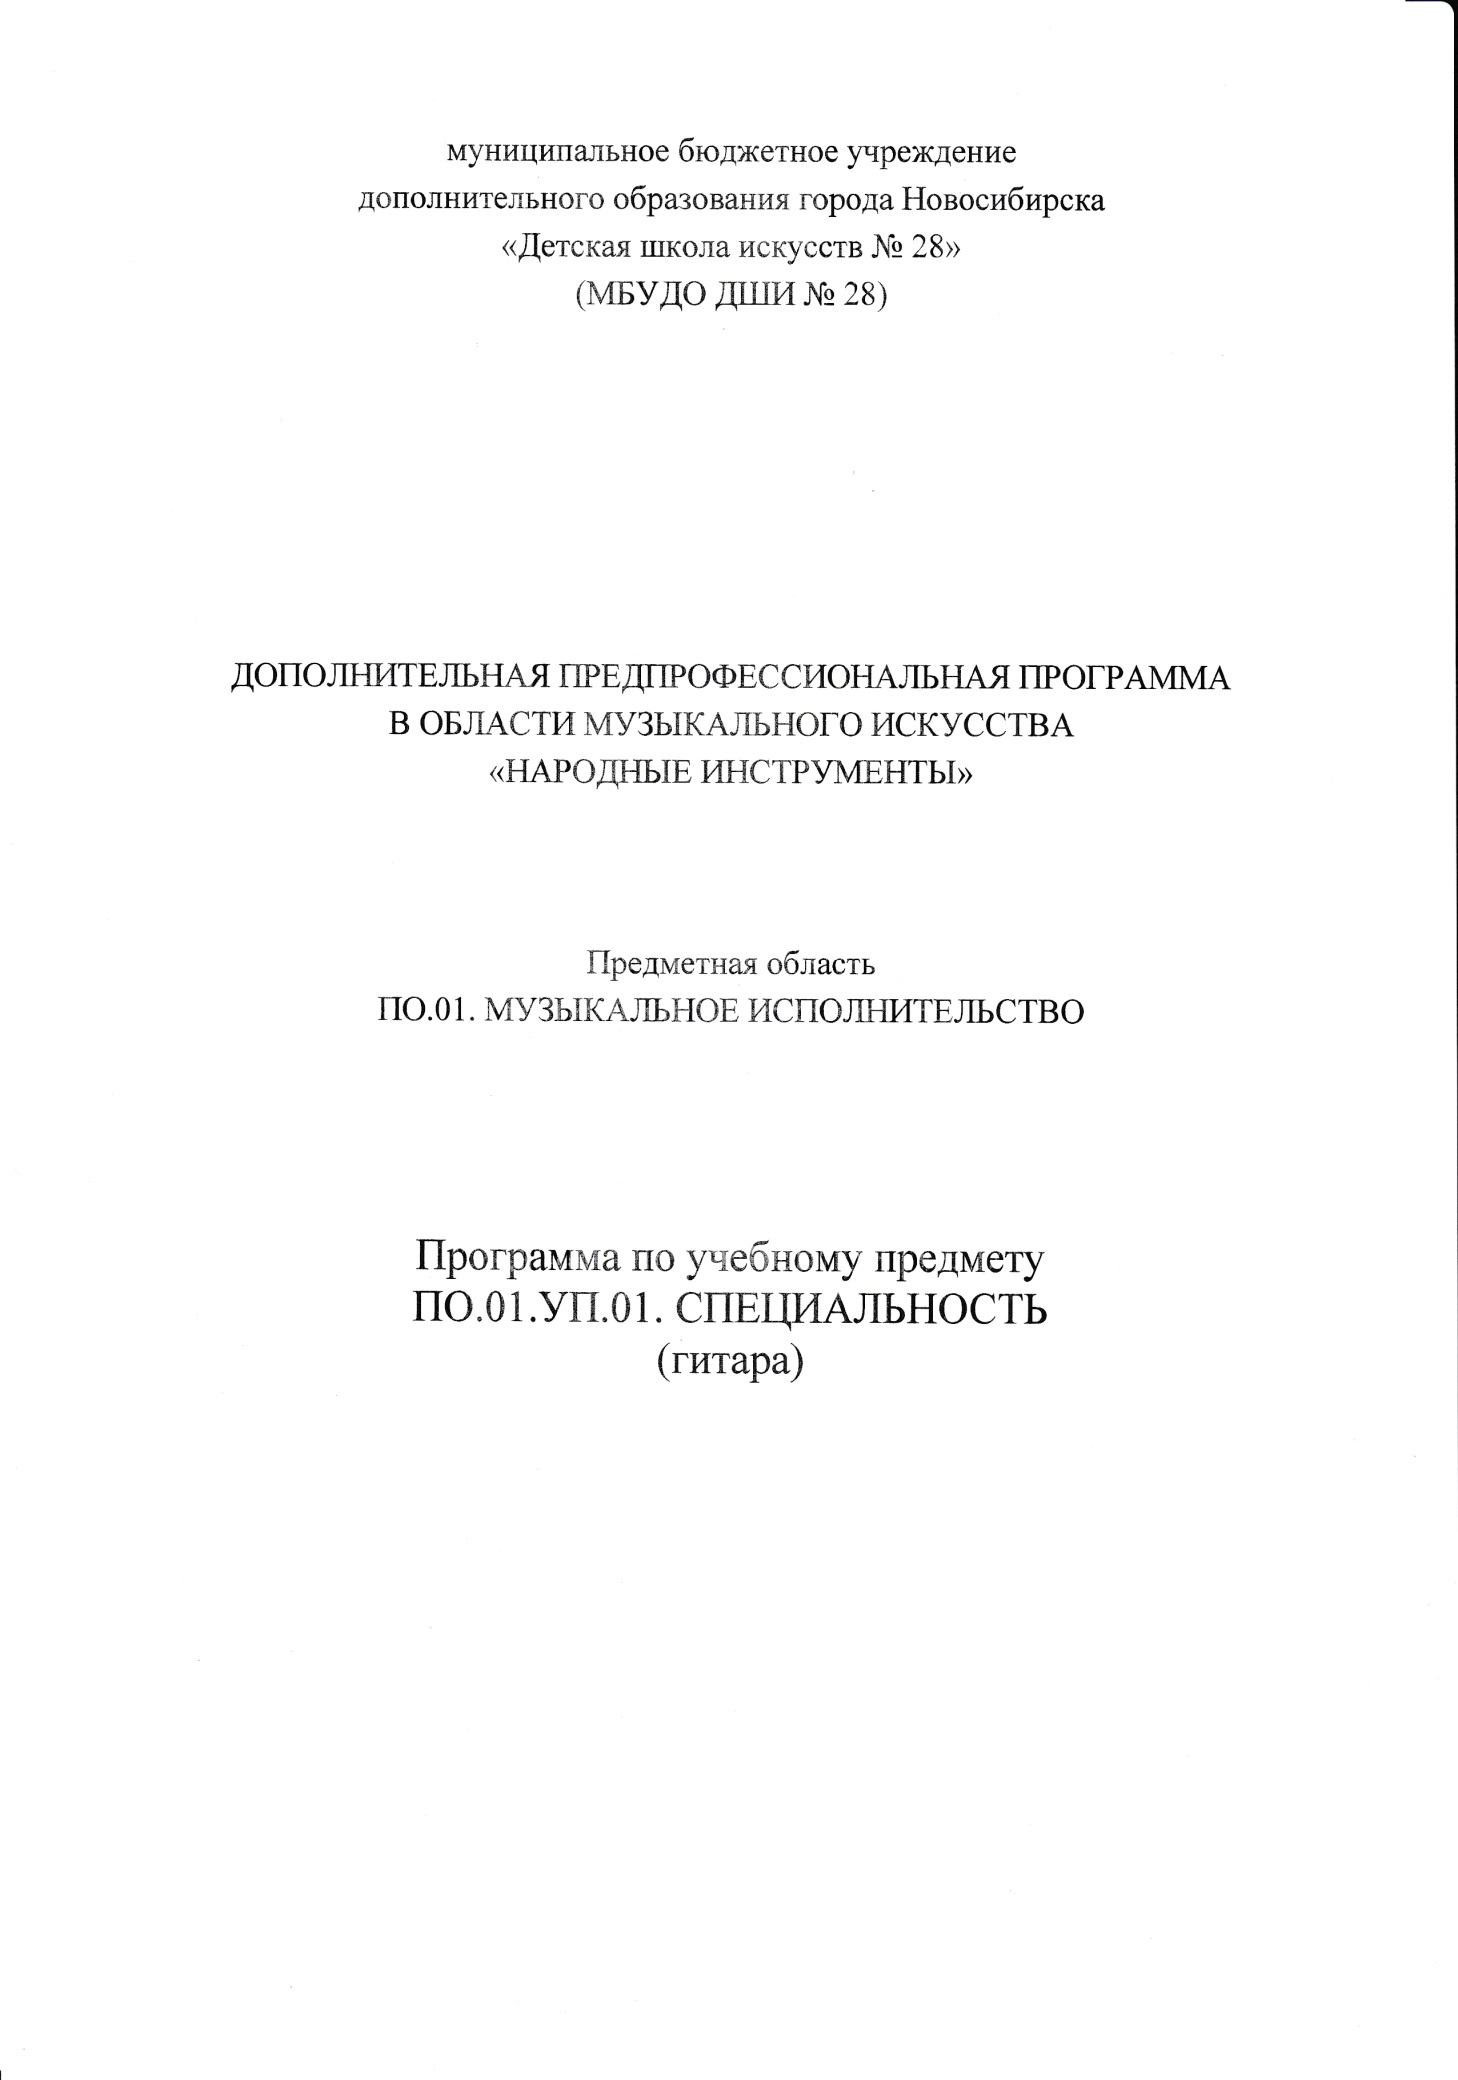 муниципальное бюджетное учреждение
дополнительного образования города Новосибирска
«Детская школа искусств № 28»
(МБУДО ДШИ № 28)
ДОПОЛНИТЕЛЬНАЯ ПРЕДПРОФЕССИОНАЛЬНАЯ ПРОГРАММА
В ОБЛАСТИ МУЗЫКАЛЬНОГО ИСКУССТВА
«НАРОДНЫЕ ИНСТРУМЕНТЫ»
Предметная область
ПО.01. МУЗЫКАЛЬНОЕ ИСПОЛНИТЕЛЬСТВО
Программа по учебному предмету
ПО.01.УП.01. СПЕЦИАЛЬНОСТЬ
(гитара)